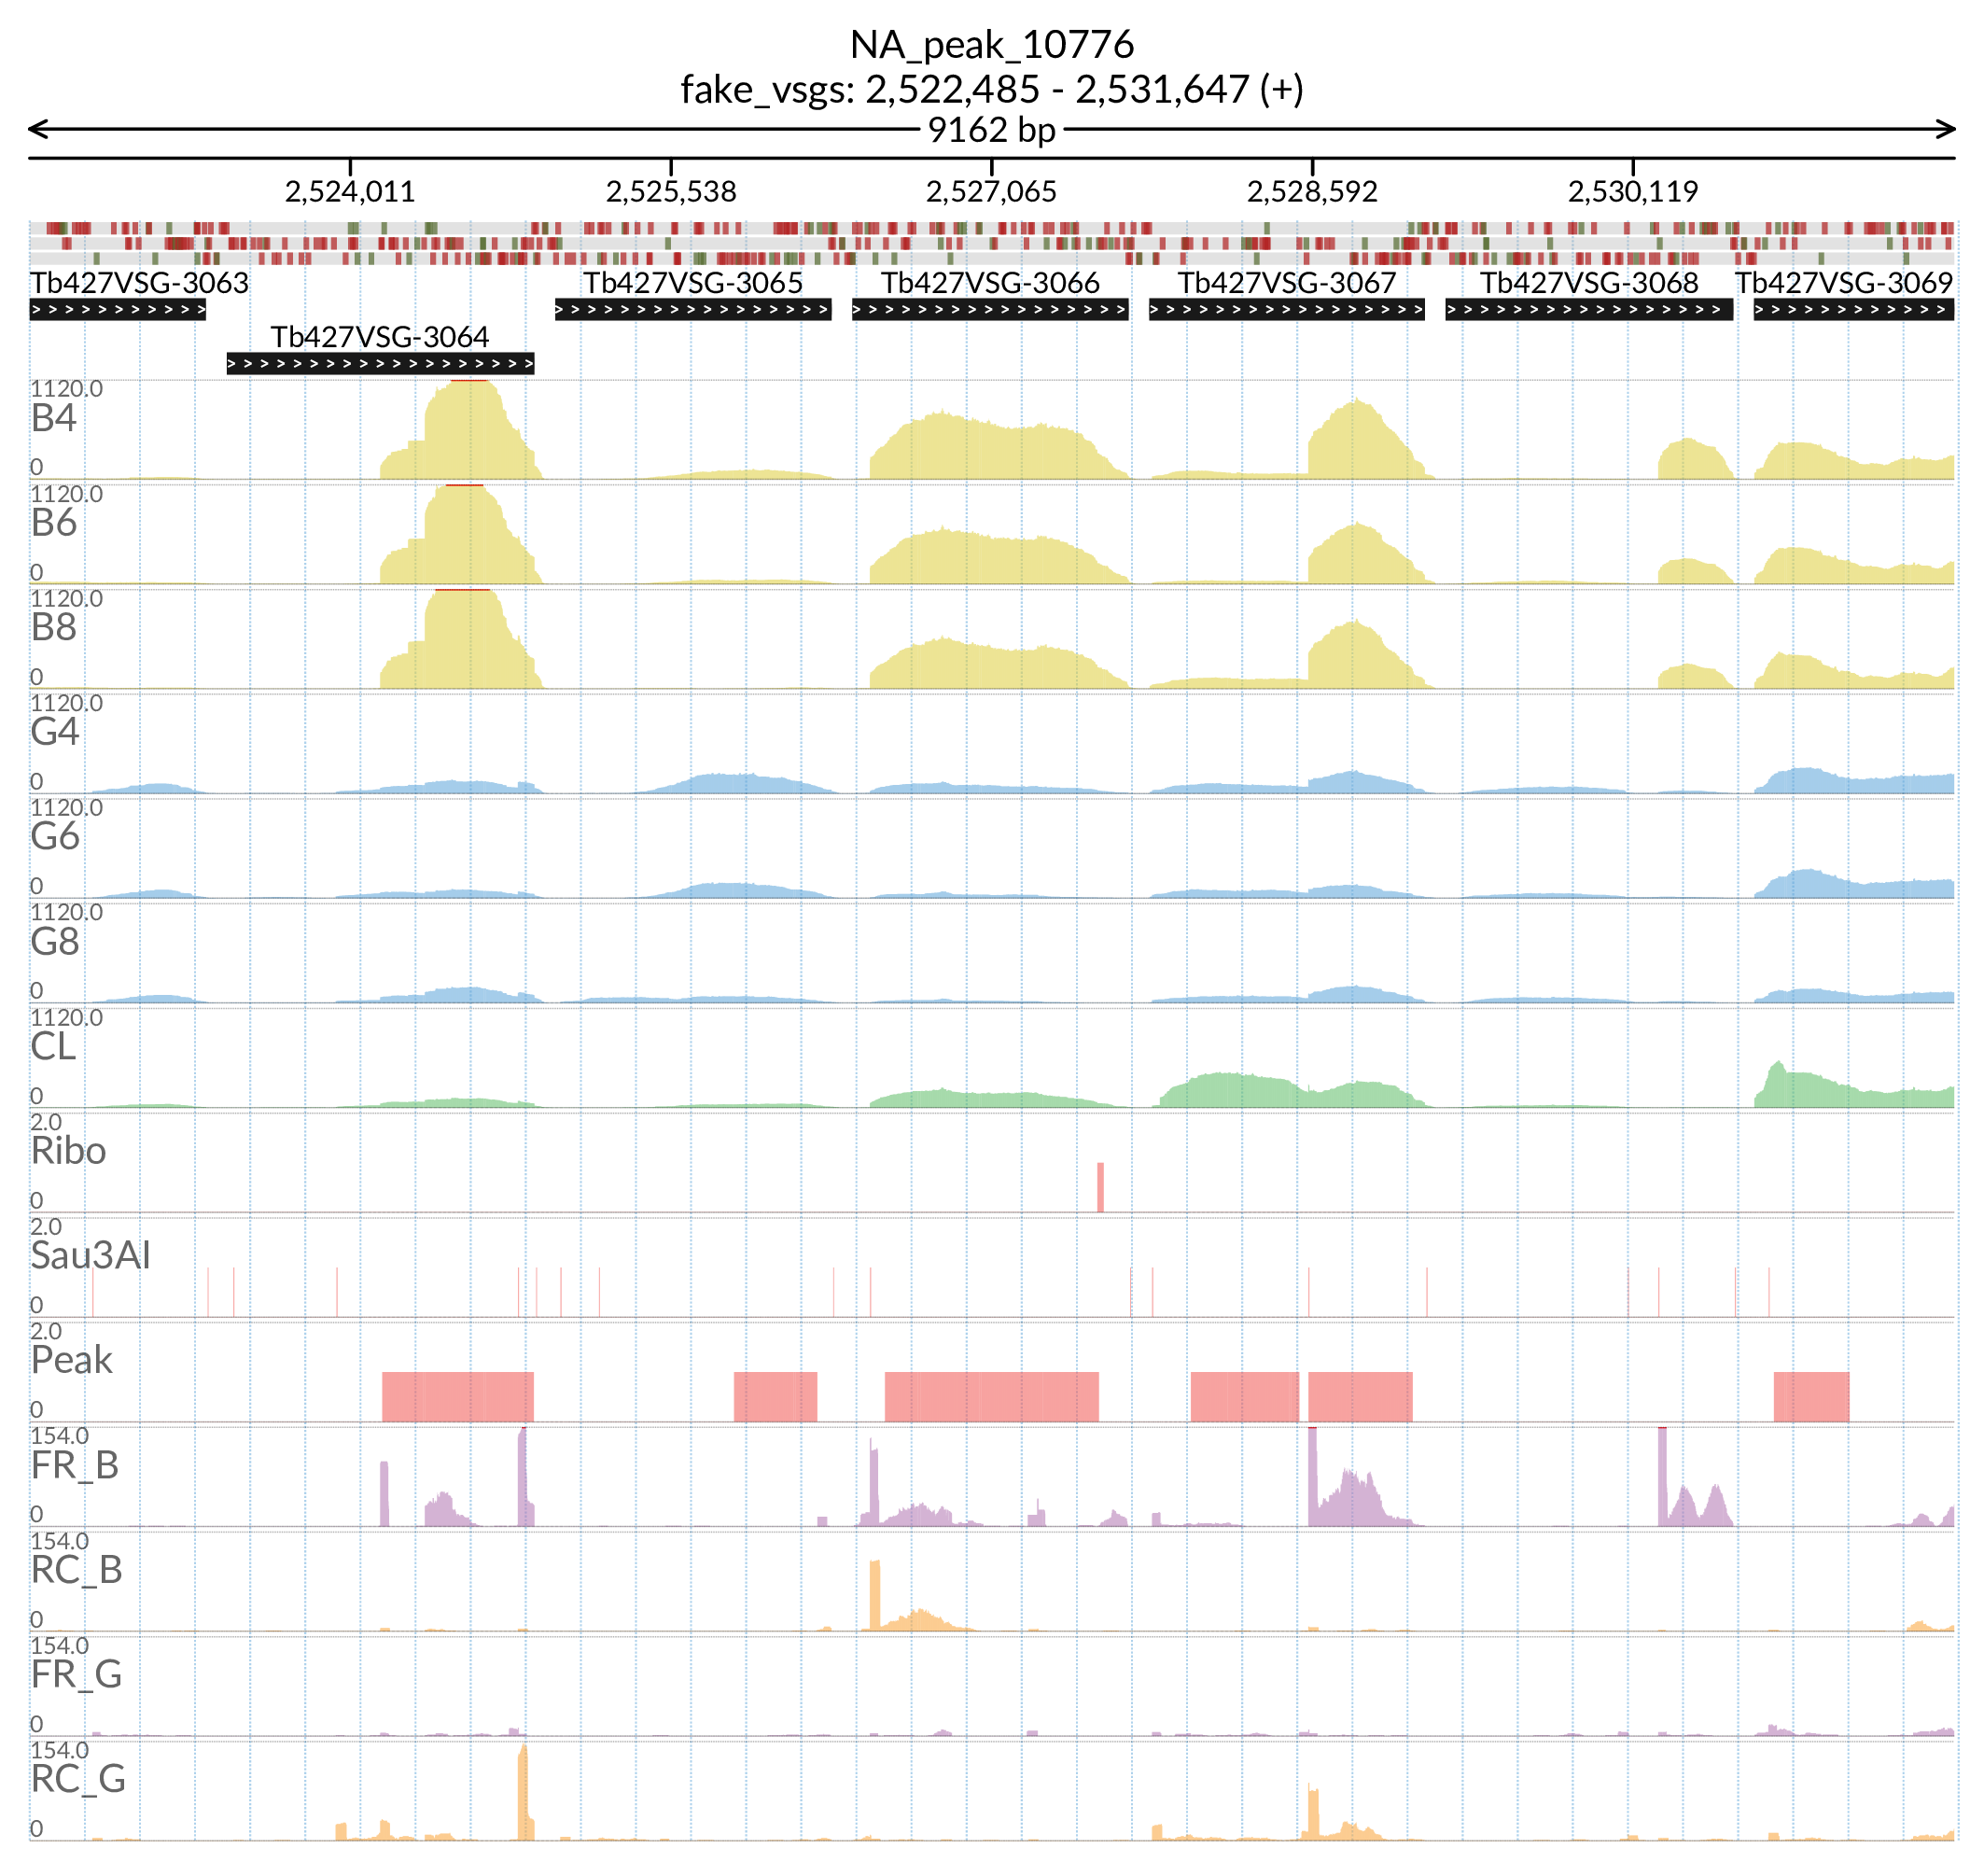 NA_peak_10776
fake_vsgs: 2,522,485 - 2,531,647 (+)
9162 bp
2,524,011 2,525,538 2,527,065 2,528,592 2,530,119
Tb427VSG-3063 Tb427VSG-3065 Tb427VSG-3066 Tb427VSG-3067 Tb427VSG-3068 Tb427VSG-3069
Tb427VSG-3064
1120.0
B4
0
1120.0
B6
0
1120.0
B8
0
1120.0
G4
0
1120.0
G6
0
1120.0
G8
0
1120.0
CL
0
2.0
Ribo
0
2.0
Sau3AI
0
2.0
Peak
0
154.0
FR_B
0
154.0
RC_B
0
154.0
FR_G
0
154.0
RC_G
0